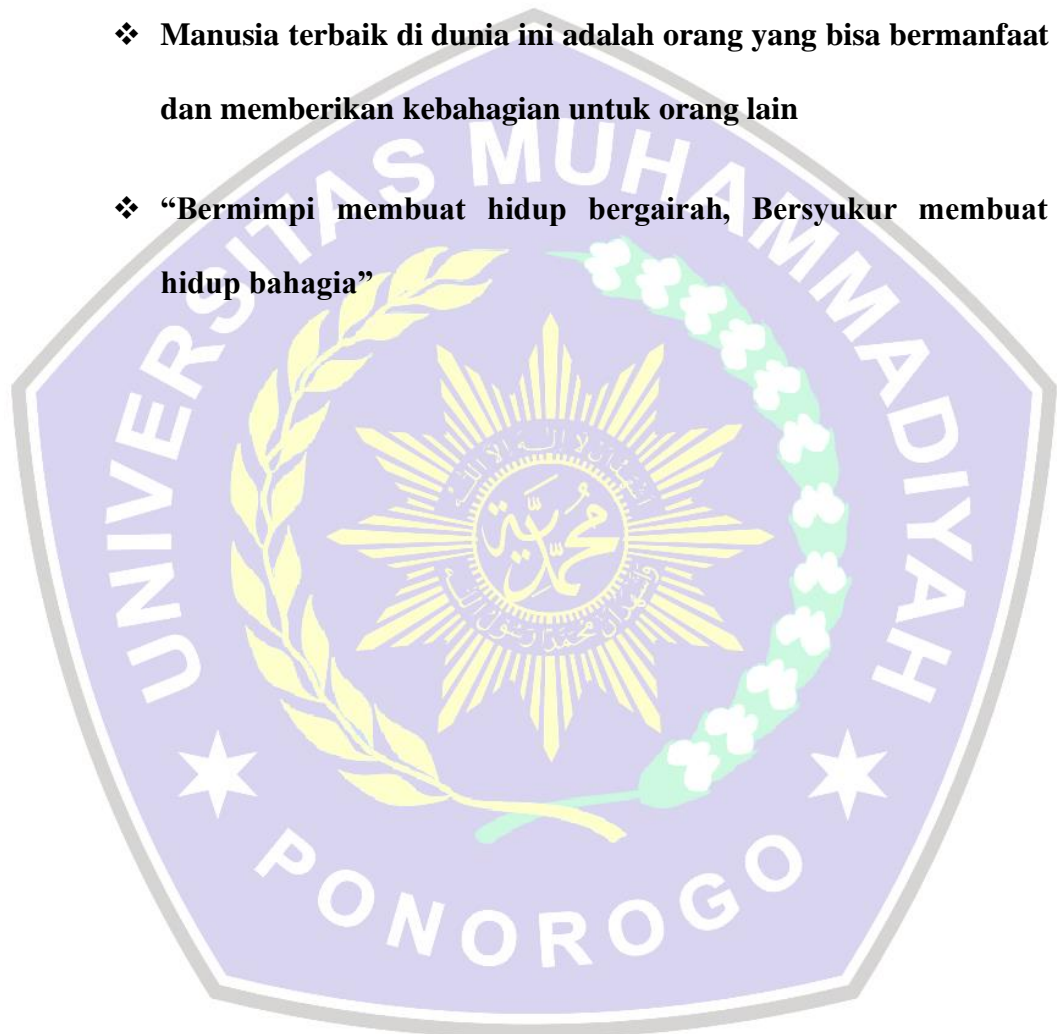 ❖ Manusia terbaik di dunia ini adalah orang yang bisa bermanfaat
dan memberikan kebahagian untuk orang lain
❖ “Bermimpi membuat hidup bergairah, Bersyukur membuat
hidup bahagia”
UNIVERSITAS MUHAMMADIYAH
PONOROGO
محمدية